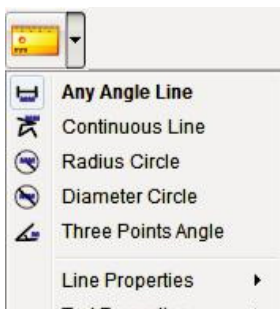 Any Angle Line
Continuous Line
Radius Circle
Diameter Circle
Three Points Angle
Line Properties